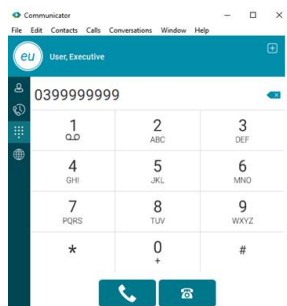 Communicator
File Edit Contacts Calls Conversations Window Help
eu User, Executive
0399999999
1 2 3
ABC DEF
4 5 6
GHI JKL MNO
7 8 9
PQRS TUV WXYZ
* 0 #
+